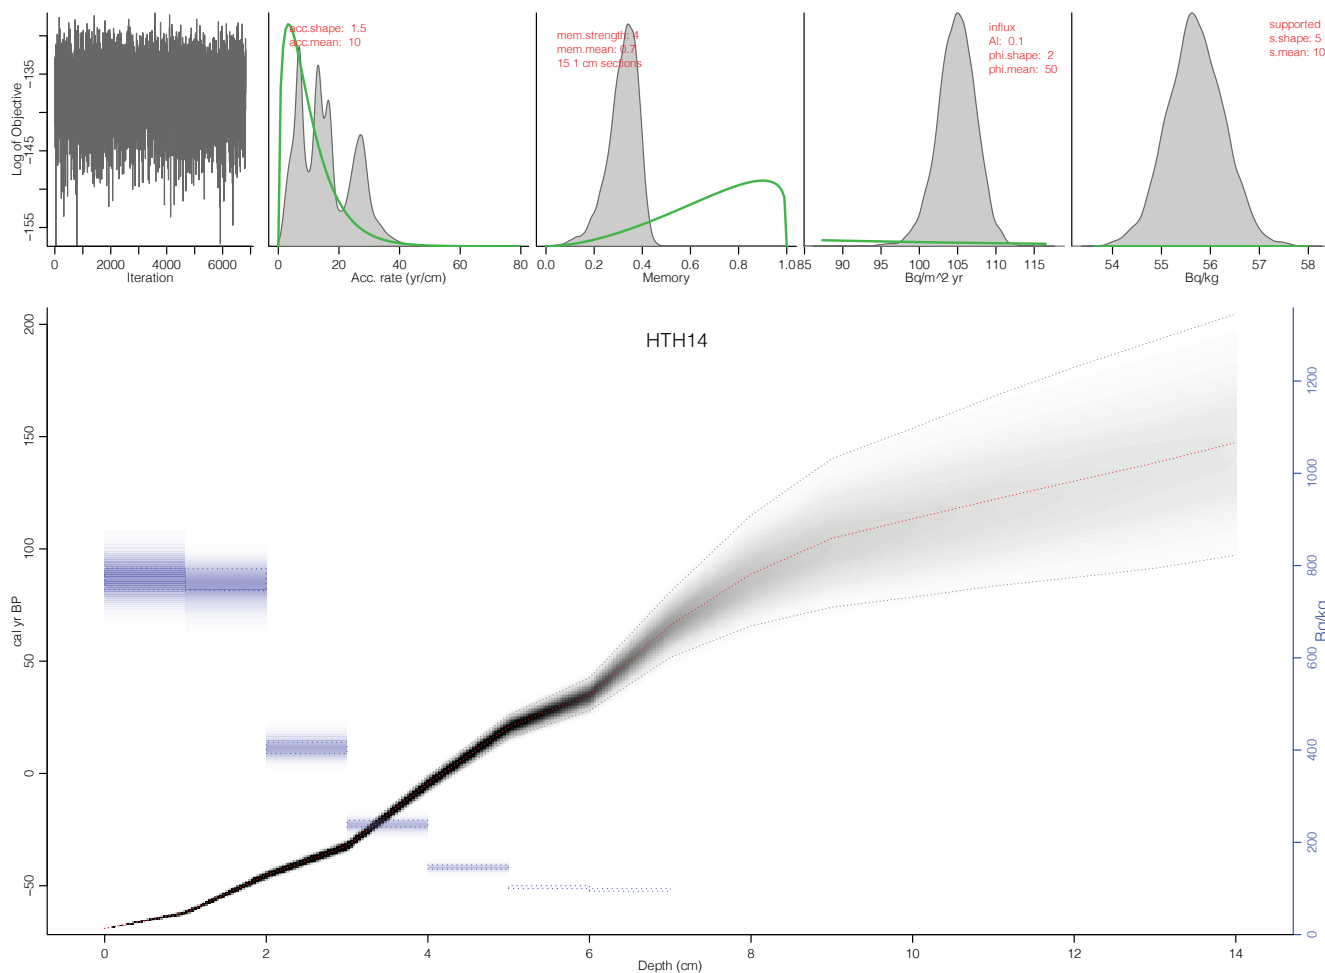 Log of Objective
−155 −145 −135
0 2000 4000 6000
Iteration
acc.shape: 1.5
acc.mean: 10
0 20 40 60 80
Acc. rate (yr/cm)
mem.strength: 4
mem.mean: 0.7
15 1 cm sections
0.0 0.2 0.4 0.6 0.8 1.0
Memory
influx
Al: 0.1
phi.shape: 2
phi.mean: 50
85 90 95 100 105 110 115
Bq/m^2 yr
supported
s.shape: 5
s.mean: 10
54 55 56 57 58
Bq/kg
HTH14
cal yr BP
−50 0 50 100 150 200
0 2 4 6 8 10 12 14
Depth (cm)
0 200 400 600 800 1000 1200
Bq/kg